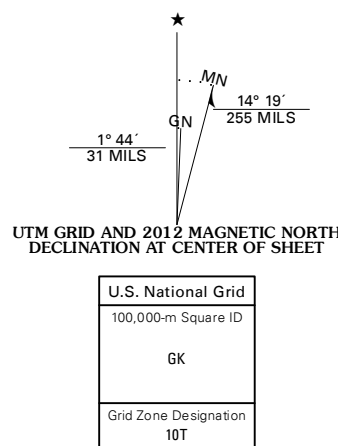 ★
MN
GN
14° 19´
255 MILS
1° 44´
31 MILS
UTM GRID AND 2012 MAGNETIC NORTH
DECLINATION AT CENTER OF SHEET
U.S. National Grid
100,000-m Square ID
GK
Grid Zone Designation
10T